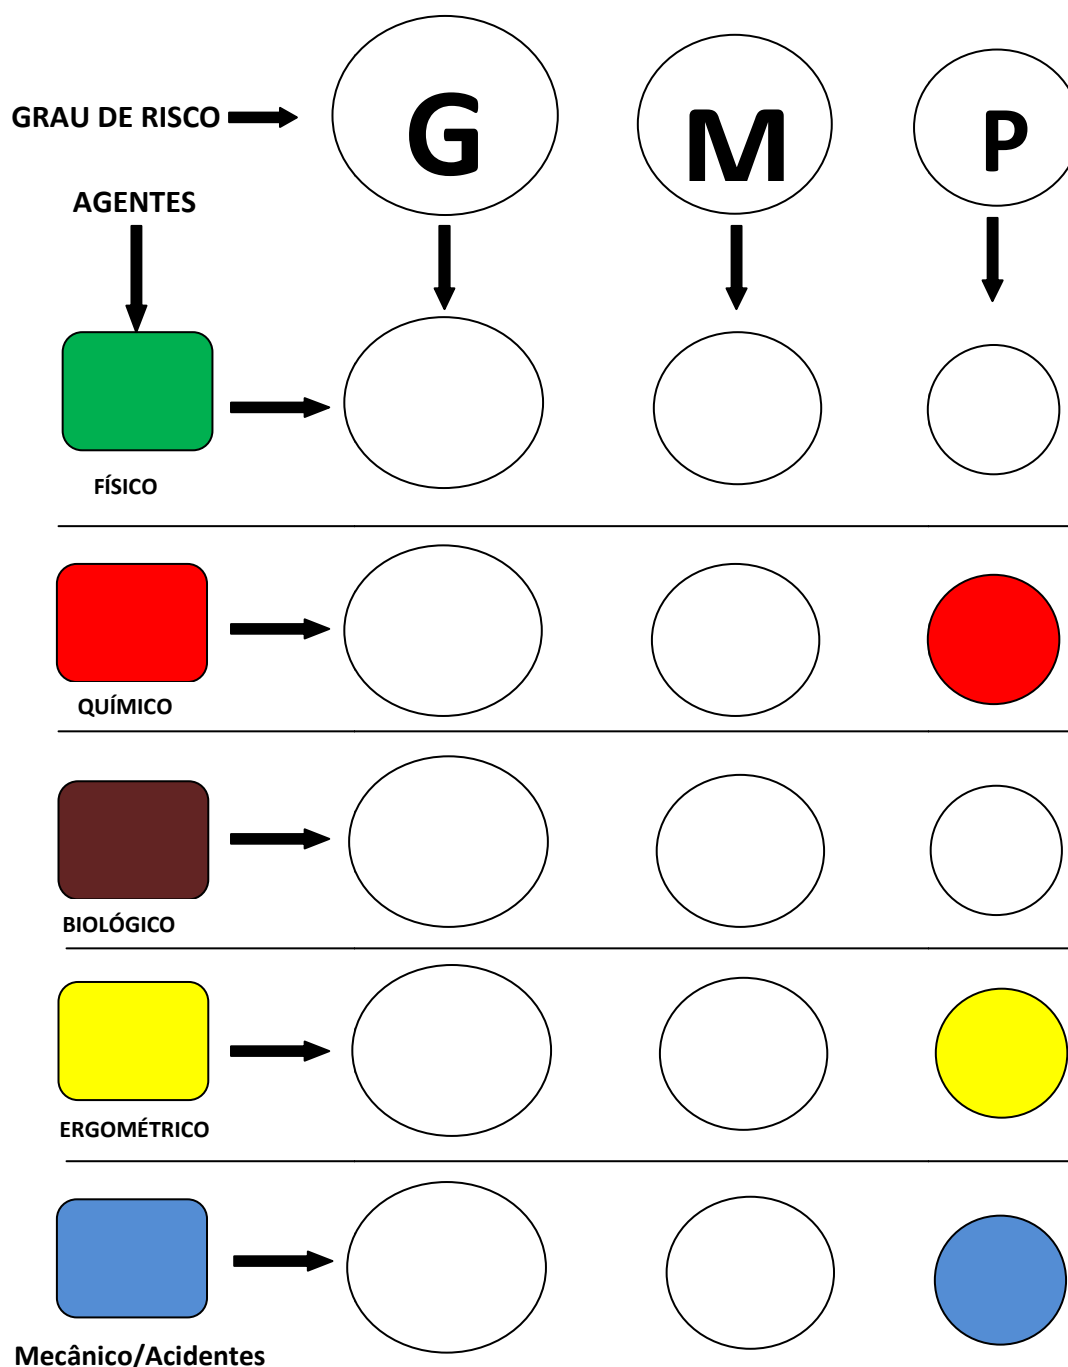 GRAU DE RISCO
G
M
P
AGENTES
FÍSICO
QUÍMICO
BIOLÓGICO
ERGOMÉTRICO
Mecânico/Acidentes